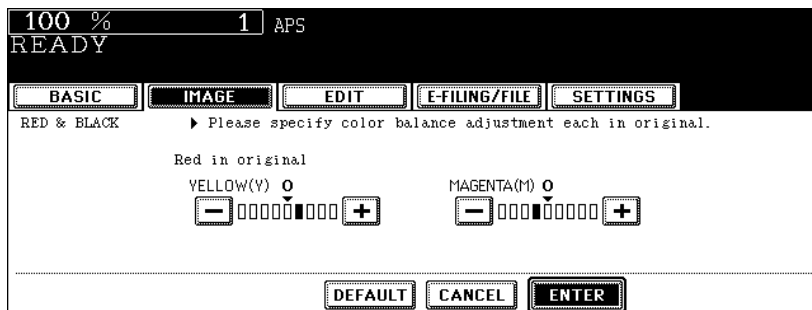 100 % 1 APS
READY
BASIC IMAGE EDIT E-FILING/FILE SETTINGS
RED & BLACK Please specify color balance adjustment each in original.
Red in original
YELLOW(Y) 0 MAGENTA(M) 0
DEFAULT CANCEL ENTER